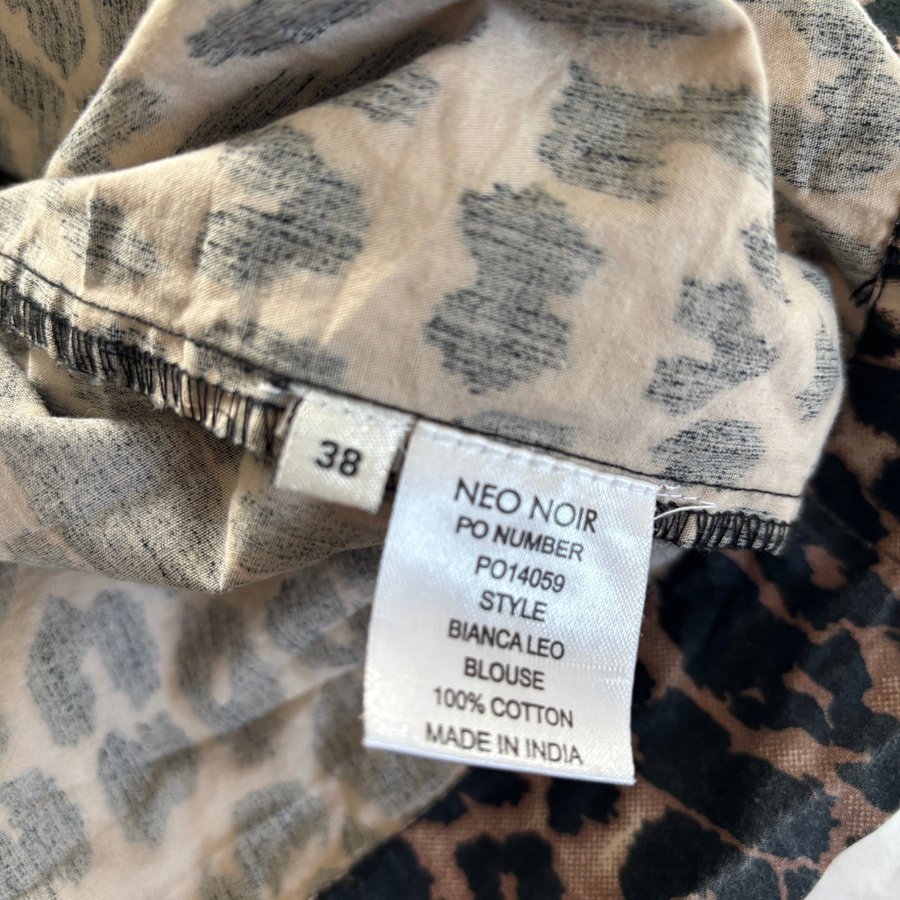 38
NEO NOIR
PO NUMBER
PO14059
STYLE
BIANCA LEO
BLOUSE
100% COTTON
MADE IN INDIA